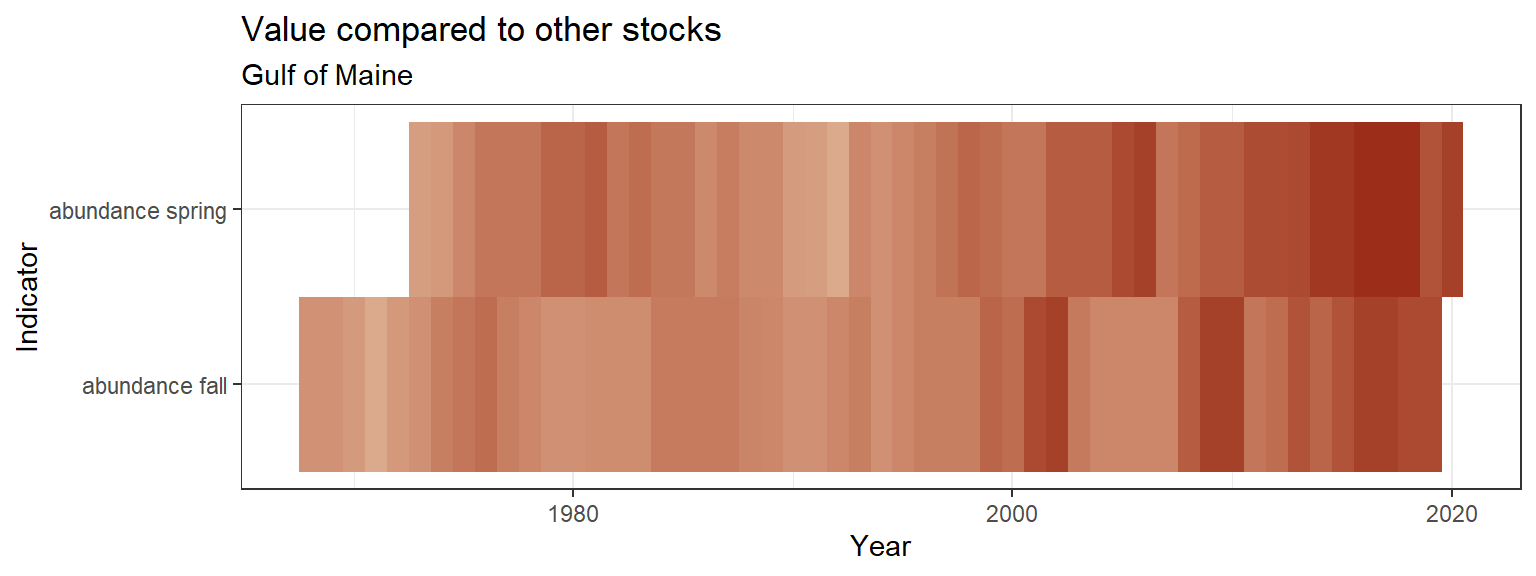 Value compared to other stocks
Gulf of Maine
Indicator
abundance spring
abundance fall
1980 2000 2020
Year